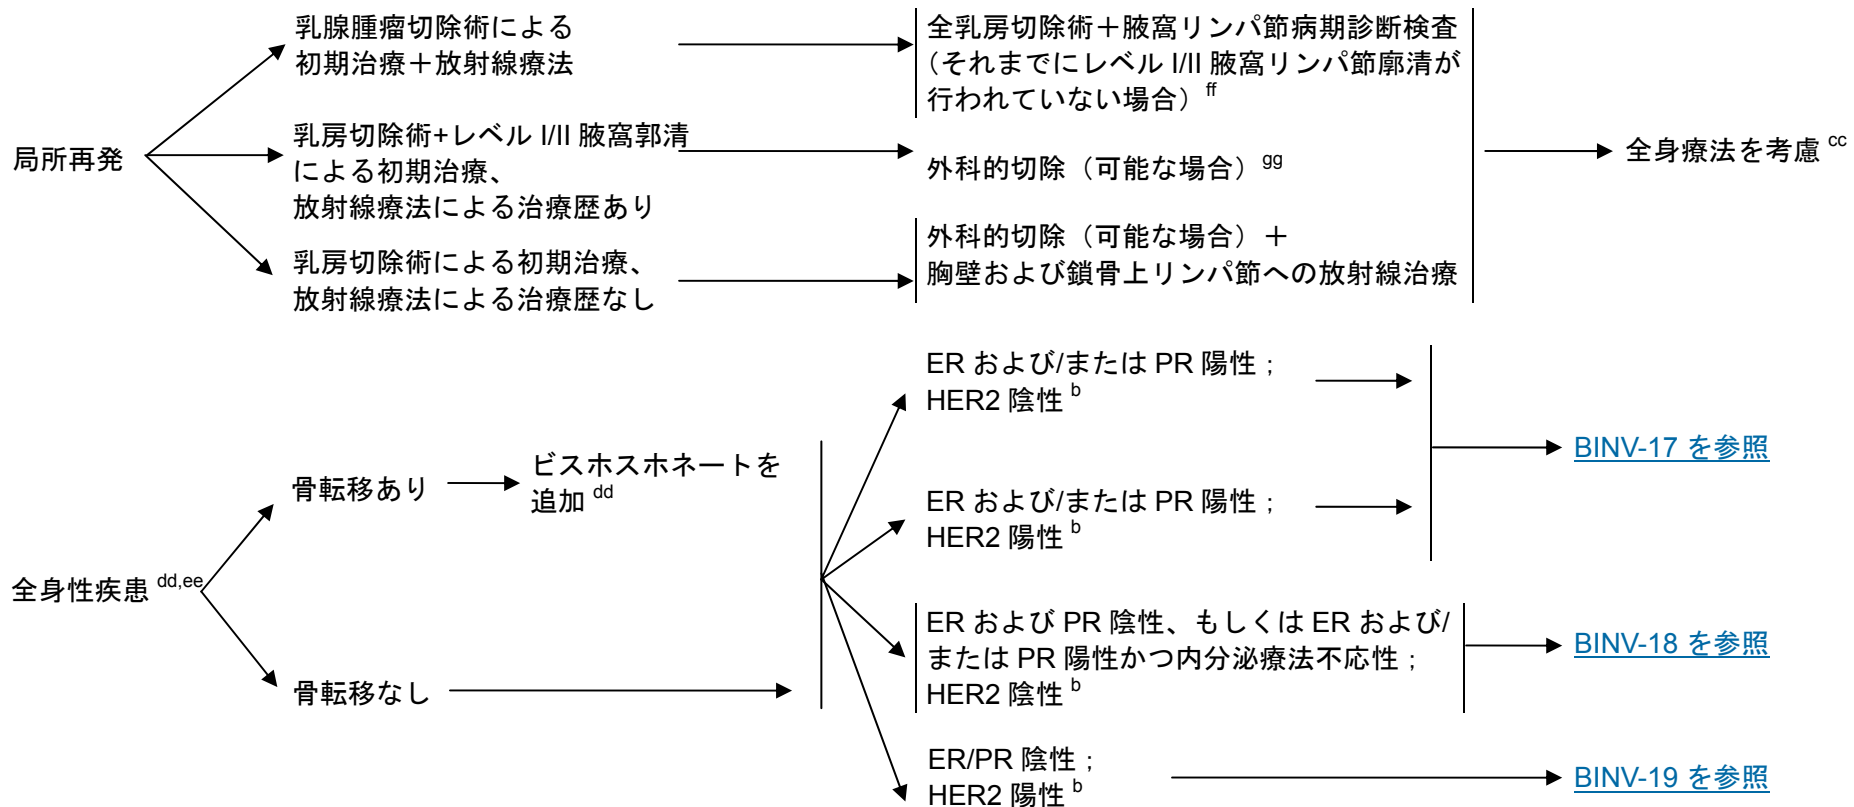 乳腺腫瘤切除術による
初期治療＋放射線療法
全乳房切除術＋腋窩リンパ節病期診断検査
（それまでにレベル I/II 腋窩リンパ節廓清が
行われていない場合）ff
局所再発
乳房切除術+レベル I/II 腋窩郭清
による初期治療、
放射線療法による治療歴あり
外科的切除（可能な場合）gg
全身療法を考慮 cc
乳房切除術による初期治療、
放射線療法による治療歴なし
外科的切除（可能な場合）＋
胸壁および鎖骨上リンパ節への放射線治療
全身性疾患 dd,ee
骨転移あり
ビスホスホネートを
追加 dd
骨転移なし
ER および/または PR 陽性；
HER2 陰性 b
ER および/または PR 陽性；
HER2 陽性 b
BINV-17 を参照
ER および PR 陰性、もしくは ER および/
または PR 陽性かつ内分泌療法不応性；
HER2 陰性 b
BINV-18 を参照
ER/PR 陰性；
HER2 陽性 b
BINV-19 を参照